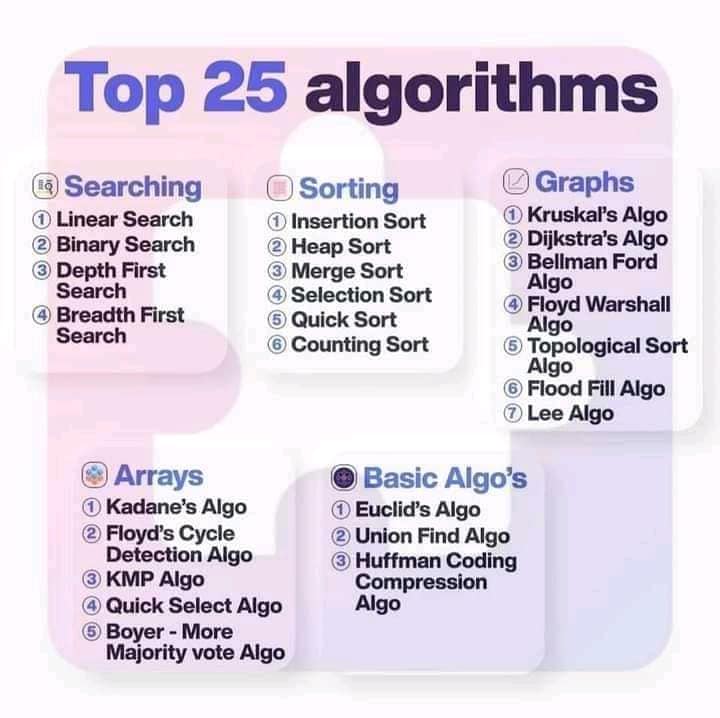 Top 25 algorithms
Searching
1 Linear Search
2 Binary Search
3 Depth First
Search
4 Breadth First
Search
Sorting
1 Insertion Sort
2 Heap Sort
3 Merge Sort
4 Selection Sort
5 Quick Sort
6 Counting Sort
Graphs
1 Kruskal's Algo
2 Dijkstra's Algo
3 Bellman Ford
Algo
4 Floyd Warshall
Algo
5 Topological Sort
Algo
6 Flood Fill Algo
7 Lee Algo
Arrays
1 Kadane's Algo
2 Floyd's Cycle
Detection Algo
3 KMP Algo
4 Quick Select Algo
5 Boyer - More
Majority vote Algo
Basic Algo's
1 Euclid's Algo
2 Union Find Algo
3 Huffman Coding
Compression
Algo